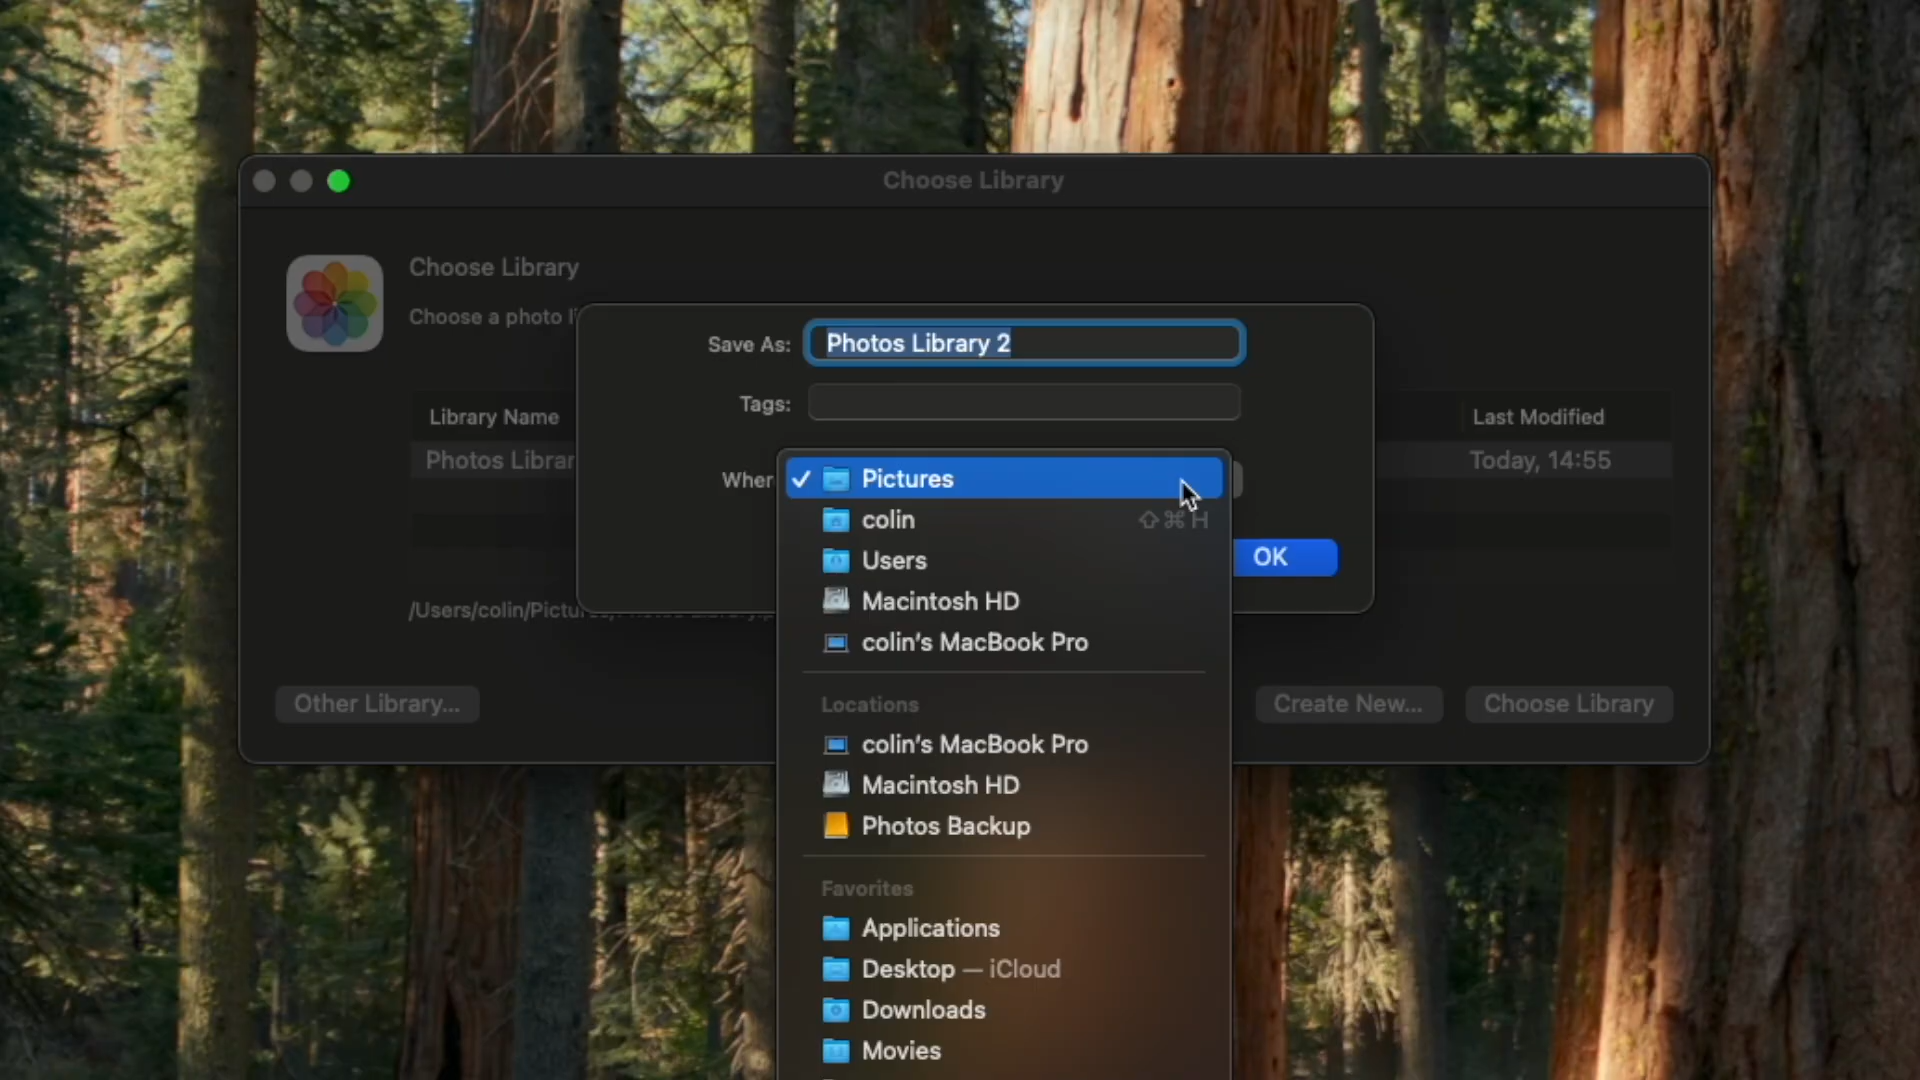 Choose Library
Choose Library
Choose a photo li
Save As: Photos Library 2
Tags:
Library Name
Last Modified
Photos Librar
Today, 14:55
Wher
Pictures
colin ⇧⌘H
Users
OK
Macintosh HD
/Users/colin/Pictu
colin's MacBook Pro
Other Library...
Locations
Create New...
Choose Library
colin's MacBook Pro
Macintosh HD
Photos Backup
Favorites
Applications
Desktop — iCloud
Downloads
Movies